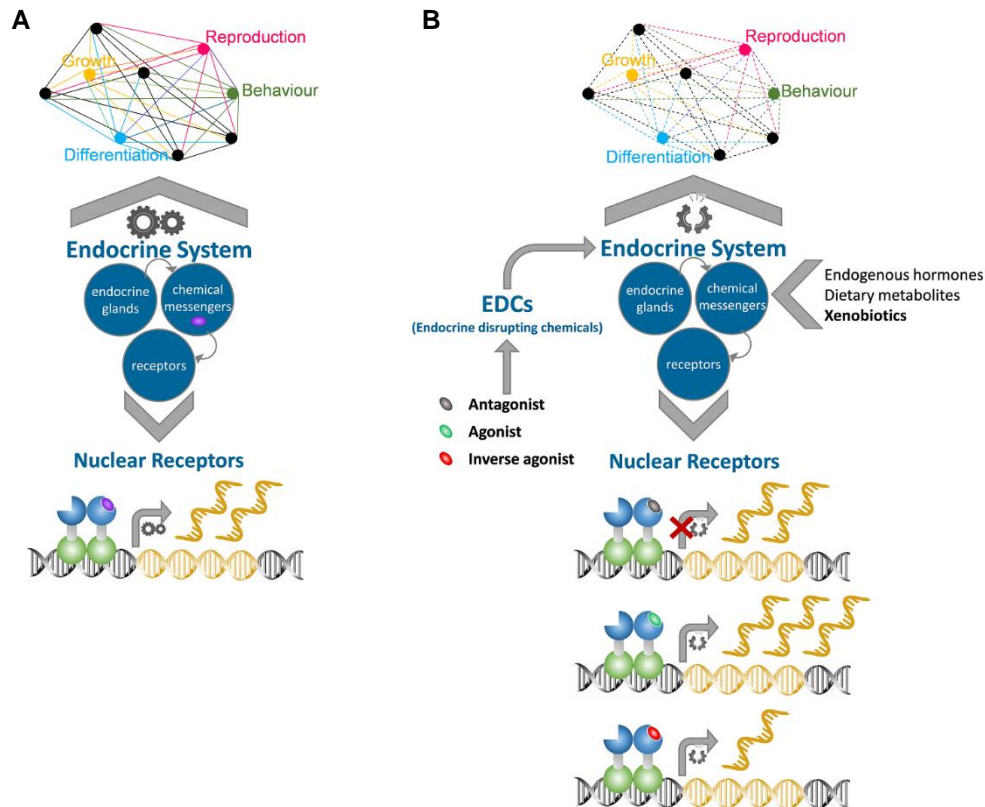 A
Reproduction
Growth
Behaviour
Differentiation
Endocrine System
endocrine
glands
chemical
messengers
receptors
Nuclear Receptors
B
Reproduction
Growth
Behaviour
Differentiation
Endocrine System
endocrine
glands
chemical
messengers
receptors
Endogenous hormones
Dietary metabolites
Xenobiotics
EDCs
(Endocrine disrupting chemicals)
Antagonist
Agonist
Inverse agonist
Nuclear Receptors